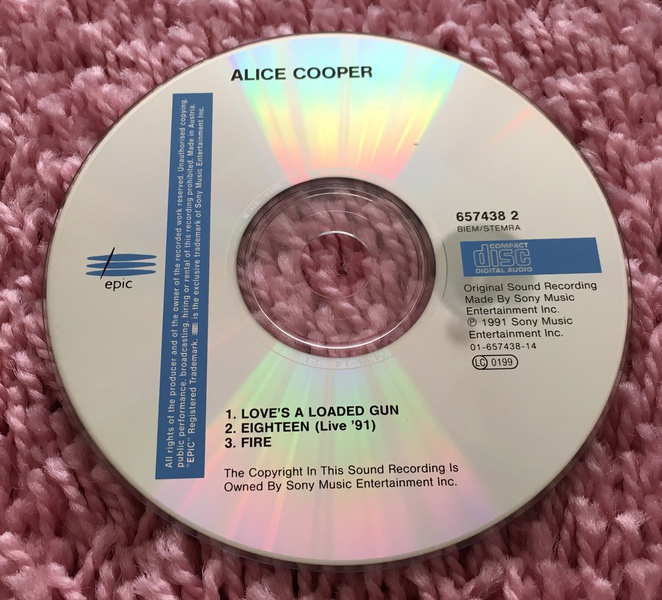 ALICE COOPER
All rights of the producer and of the owner of the recorded work reserved. Unauthorised copying,
public performance, broadcasting, hiring or rental of this recording prohibited. Made in Austria.
"EPIC" Registered Trademark. is the exclusive trademark of Sony Music Entertainment Inc.
epic
657438 2
BIEM/STEMRA
COMPACT
disc
DIGITAL AUDIO
Original Sound Recording
Made By Sony Music
Entertainment Inc.
Ⓟ 1991 Sony Music
Entertainment Inc.
01-657438-14
LC 0199
1. LOVE'S A LOADED GUN
2. EIGHTEEN (Live '91)
3. FIRE
The Copyright In This Sound Recording Is
Owned By Sony Music Entertainment Inc.